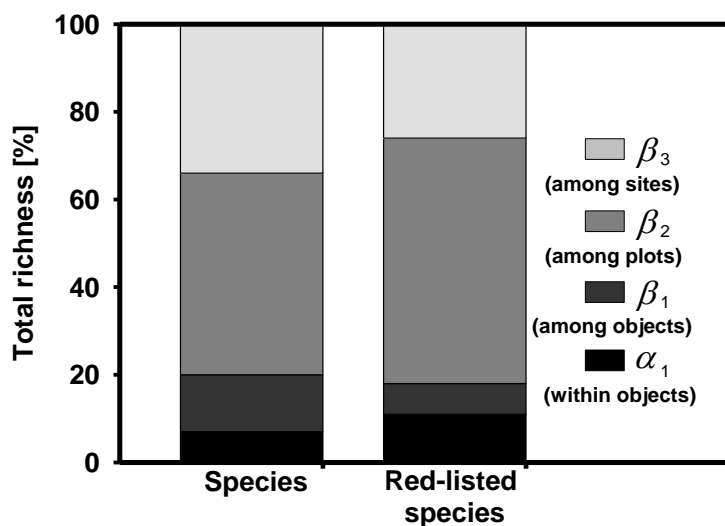 100
80
60
40
20
0
Total richness [%]
Species
Red-listed
species
β3
(among sites)
β2
(among plots)
β1
(among objects)
α1
(within objects)